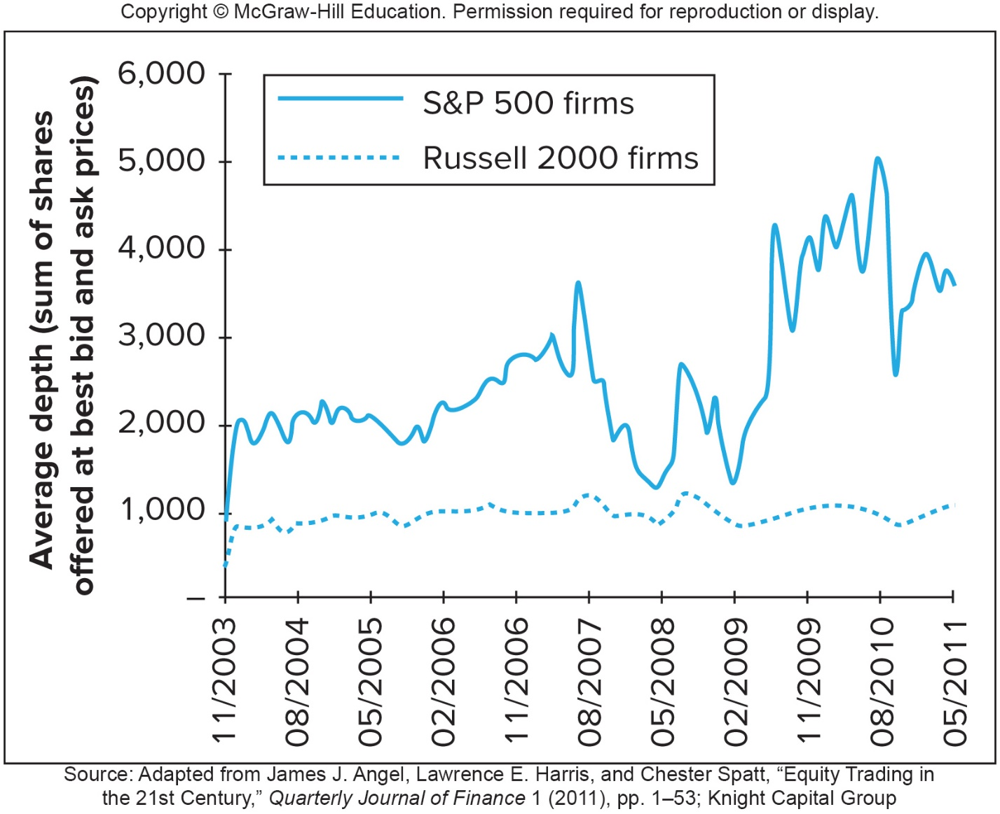 Copyright © McGraw-Hill Education. Permission required for reproduction or display.
Average depth (sum of shares
offered at best bid and ask prices)
6,000
5,000
4,000
3,000
2,000
1,000
–
S&P 500 firms
Russell 2000 firms
11/2003
08/2004
05/2005
02/2006
11/2006
08/2007
05/2008
02/2009
11/2009
08/2010
05/2011
Source: Adapted from James J. Angel, Lawrence E. Harris, and Chester Spatt, “Equity Trading in
the 21st Century,” Quarterly Journal of Finance 1 (2011), pp. 1–53; Knight Capital Group